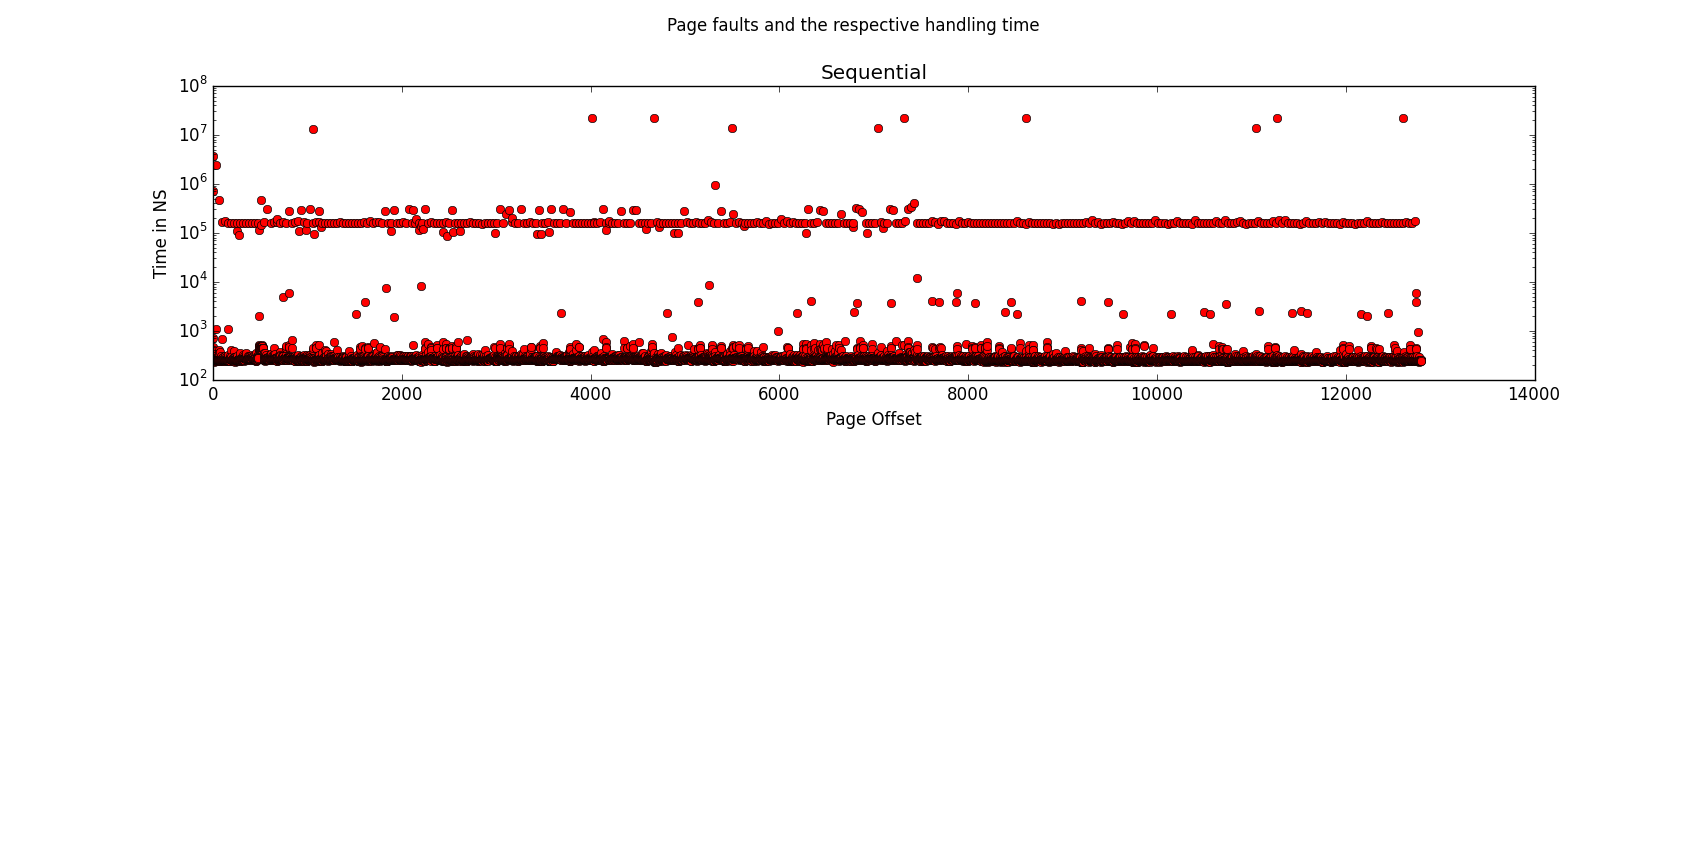 Page faults and the respective handling time
Sequential
10^8
10^7
10^6
10^5
10^4
10^3
10^2
Time in NS
0 2000 4000 6000 8000 10000 12000 14000
Page Offset